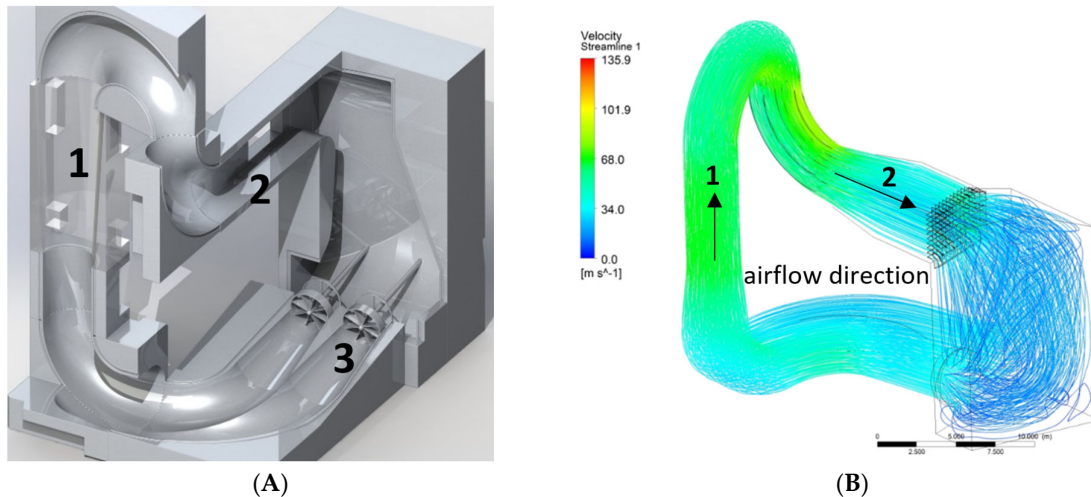 1
2
3
(A)
Velocity
Streamline 1
135.9
101.9
68.0
34.0
0.0
[m s^-1]
1
2
airflow direction
0 5.000 10.000 (m)
2.500 7.500
(B)